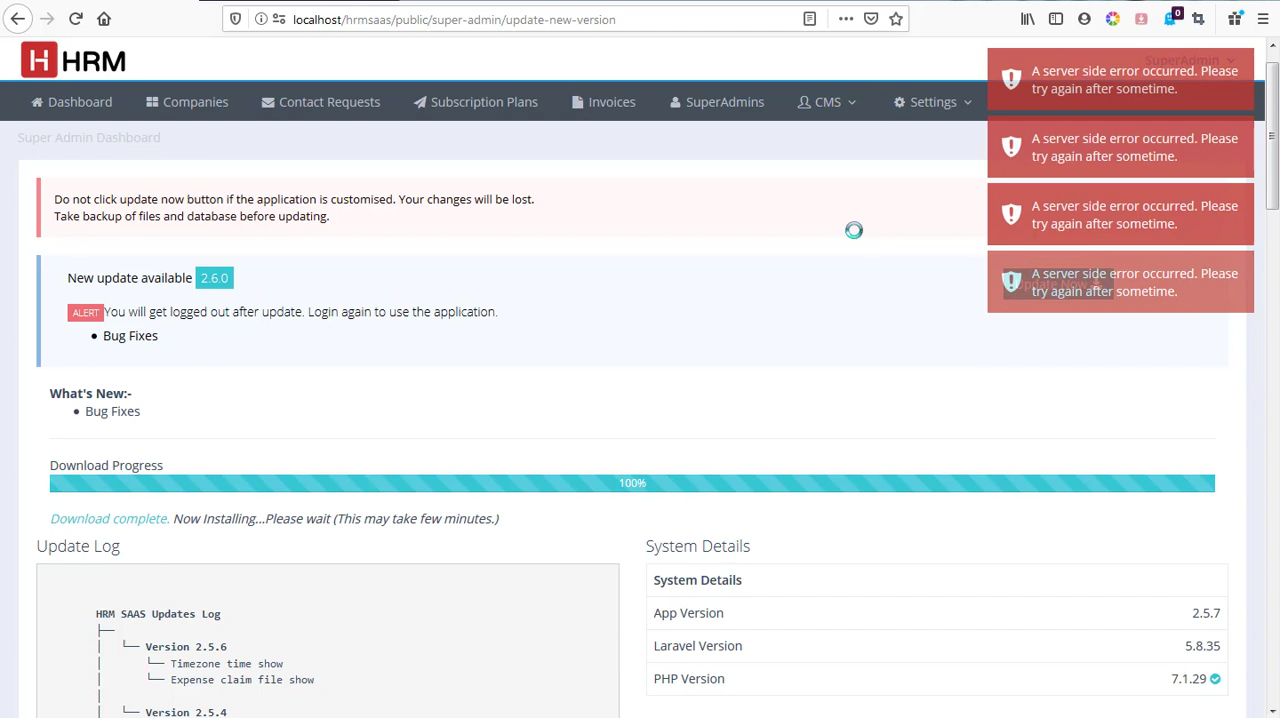 localhost/hrmsaas/public/super-admin/update-new-version
0
H HRM
SuperAdmin
Dashboard
Companies
Contact Requests
Subscription Plans
Invoices
SuperAdmins
CMS
Settings
A server side error occurred. Please
try again after sometime.
A server side error occurred. Please
try again after sometime.
A server side error occurred. Please
try again after sometime.
A server side error occurred. Please
try again after sometime.
Super Admin Dashboard
Do not click update now button if the application is customised. Your changes will be lost.
Take backup of files and database before updating.
New update available 2.6.0
Update Now
ALERT You will get logged out after update. Login again to use the application.
• Bug Fixes
What's New:-
• Bug Fixes
Download Progress
100%
Download complete. Now Installing...Please wait (This may take few minutes.)
Update Log
HRM SAAS Updates Log
├──
│ └── Version 2.5.6
│ └── Timezone time show
│ └── Expense claim file show
│
│ └── Version 2.5.4
System Details
System Details
App Version 2.5.7
Laravel Version 5.8.35
PHP Version 7.1.29